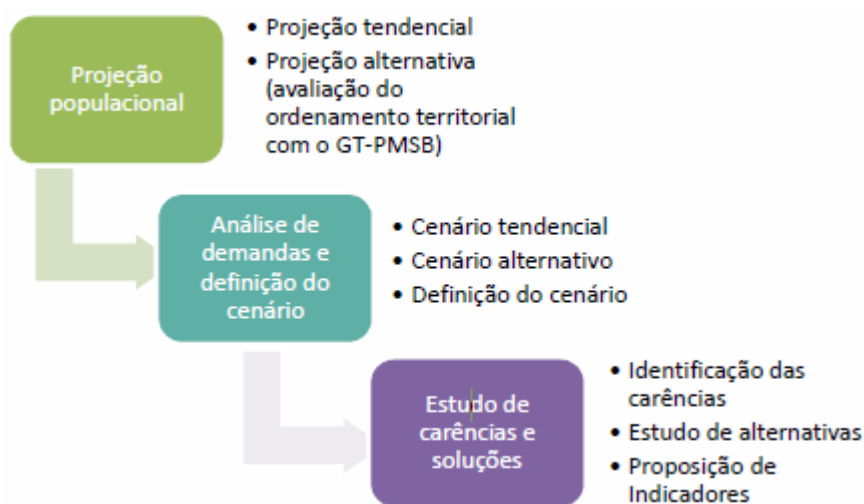 Projeção
populacional
• Projeção tendencial
• Projeção alternativa
(avaliação do
ordenamento territorial
com o GT-PMSB)
Análise de
demandas e
definição do
cenário
• Cenário tendencial
• Cenário alternativo
• Definição do cenário
Estudo de
carências e
soluções
• Identificação das
carências
• Estudo de alternativas
• Proposição de
Indicadores